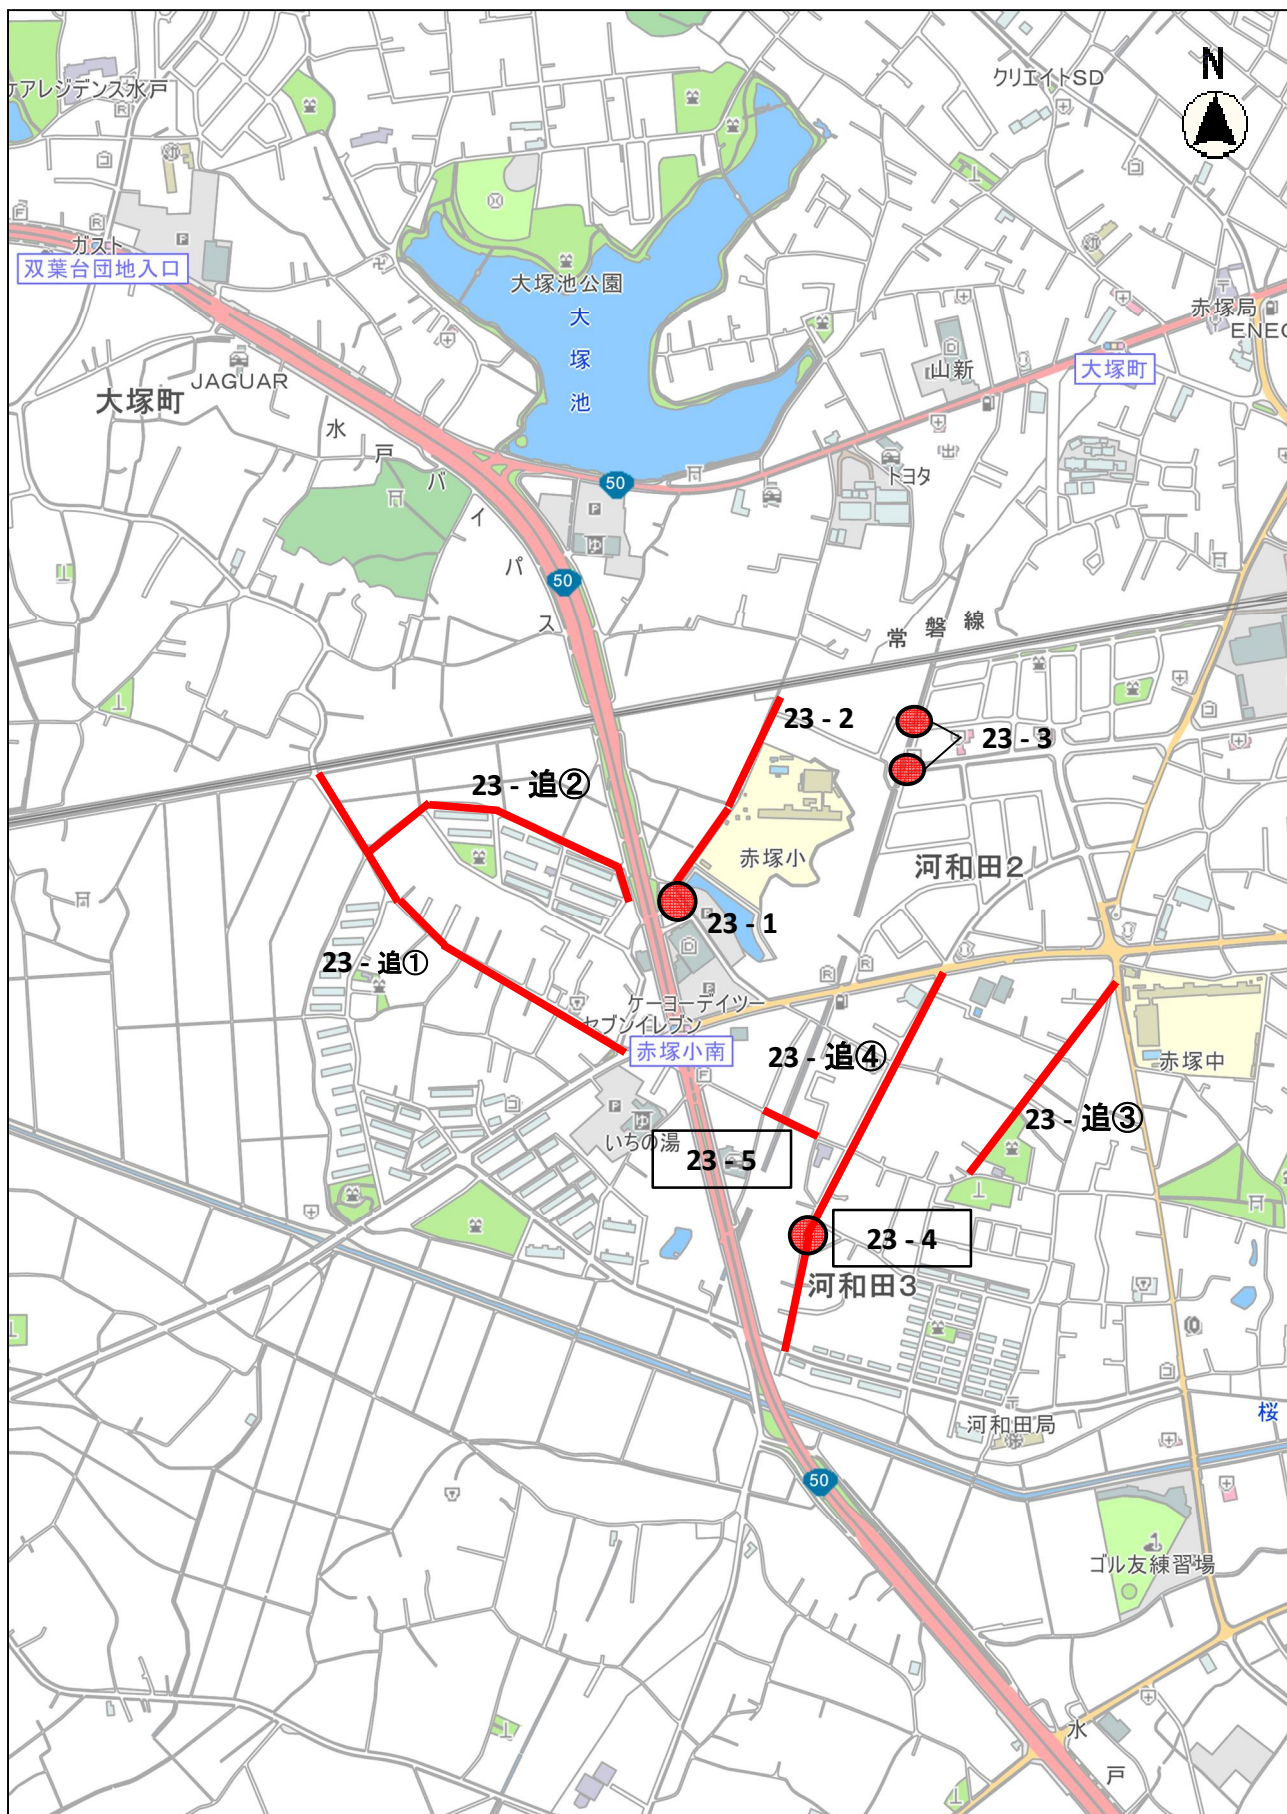 N
クリエイトSD
ケアレジデンス水戸
ガスト
双葉台団地入口
大塚池公園
大塚池
赤塚局
ENEO
大塚町
山新
JAGUAR
大塚町
水戸バイパス
トヨタ
50
50
常磐線
23 - 2
23 - 3
23 - 追②
赤塚小
河和田2
23 - 1
23 - 追①
ケーヨーデイツー
セブンイレブン
赤塚小南
23 - 追④
赤塚中
23 - 追③
いちの湯
23 - 5
23 - 4
河和田3
桜
河和田局
50
ゴル友練習場
水戸